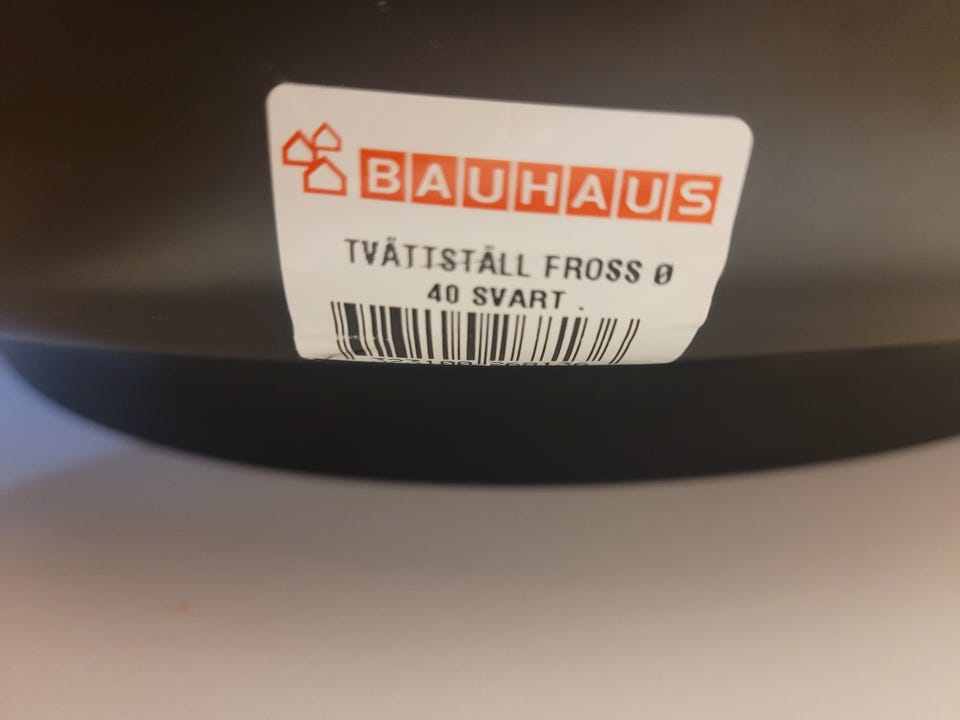 BAUHAUS
TVÄTTSTÄLL FROSS Ø
40 SVART .